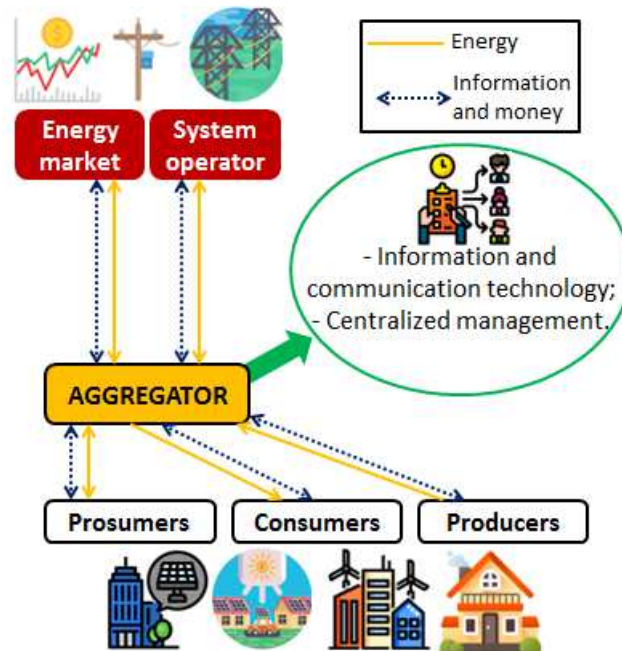 Energy
Information
and money
Energy
market
System
operator
- Information and
communication technology;
- Centralized management.
AGGREGATOR
Prosumers
Consumers
Producers